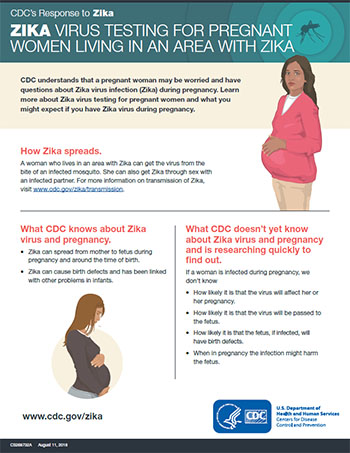 CDC's Response to Zika
ZIKA VIRUS TESTING FOR PREGNANT
WOMEN LIVING IN AN AREA WITH ZIKA
CDC understands that a pregnant woman may be worried and have
questions about Zika virus infection (Zika) during pregnancy. Learn
more about Zika virus testing for pregnant women and what you
might expect if you have Zika virus during pregnancy.
How Zika spreads.
A woman who lives in an area with Zika can get the virus from the
bite of an infected mosquito. She can also get Zika through sex with
an infected partner. For more information on transmission of Zika,
visit www.cdc.gov/zika/transmission.
What CDC knows about Zika
virus and pregnancy.
• Zika can spread from mother to fetus during
pregnancy and around the time of birth.
• Zika can cause birth defects and has been linked
with other problems in infants.
What CDC doesn't yet know
about Zika virus and pregnancy
and is researching quickly to
find out.
If a woman is infected during pregnancy, we
don't know
• How likely it is that the virus will affect her or
her pregnancy.
• How likely it is that the virus will be passed to
the fetus.
• How likely it is that the fetus, if infected, will
have birth defects.
• When in pregnancy the infection might harm
the fetus.
www.cdc.gov/zika
CDC
U.S. Department of
Health and Human Services
Centers for Disease
Control and Prevention
August 11, 2016